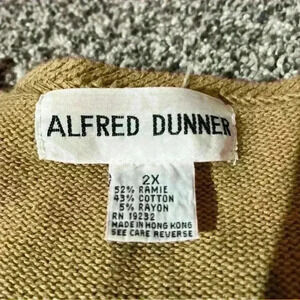 ALFRED DUNNER
2X
52% RAMIE
43% COTTON
5% RAYON
RN 19232
MADE IN HONG KONG
SEE CARE REVERSE